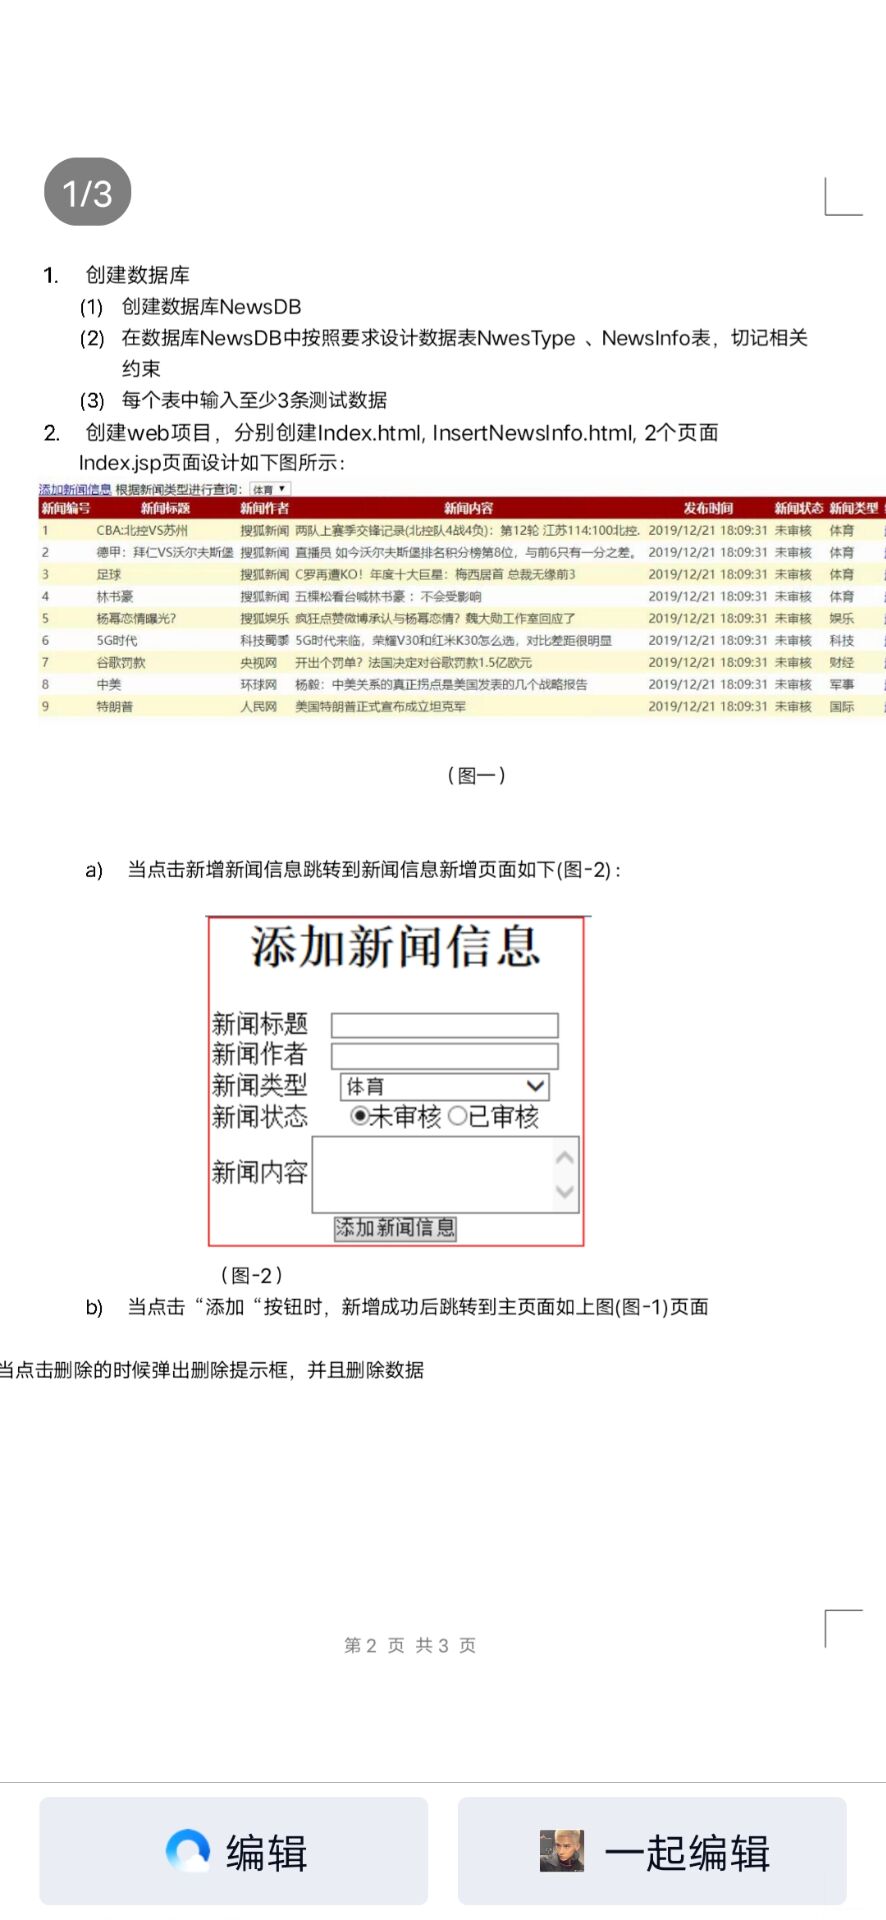 1/3
1. 创建数据库
(1) 创建数据库NewsDB
(2) 在数据库NewsDB中按照要求设计数据表NwesType 、NewsInfo表，切记相关
约束
(3) 每个表中输入至少3条测试数据
2. 创建web项目，分别创建Index.html, InsertNewsInfo.html, 2个页面
Index.jsp页面设计如下图所示：
添加新闻信息 根据新闻类型进行查询： 体育
新闻编号 新闻标题 新闻作者 新闻内容 发布时间 新闻状态 新闻类型
1 CBA:北控VS苏州 搜狐新闻 两队上赛季交锋记录(北控队4战4负)：第12轮 江苏114:100北控. 2019/12/21 18:09:31 未审核 体育
2 德甲：拜仁VS沃尔夫斯堡 搜狐新闻 直播员 如今沃尔夫斯堡排名积分榜第8位，与前6只有一分之差。 2019/12/21 18:09:31 未审核 体育
3 足球 搜狐新闻 C罗再遭KO！年度十大巨星：梅西居首 总裁无缘前3 2019/12/21 18:09:31 未审核 体育
4 林书豪 搜狐新闻 五棵松看台喊林书豪 ：不会受影响 2019/12/21 18:09:31 未审核 体育
5 杨幂恋情曝光? 搜狐娱乐 疯狂点赞微博承认与杨幂恋情？魏大勋工作室回应了 2019/12/21 18:09:31 未审核 娱乐
6 5G时代 科技 5G时代来临，荣耀V30和红米K30怎么选，对比差距很明显 2019/12/21 18:09:31 未审核 科技
7 谷歌罚款 央视网 开出个罚单？法国决定对谷歌罚款1.5亿欧元 2019/12/21 18:09:31 未审核 财经
8 中美 环球网 杨毅：中美关系的真正拐点是美国发表的几个战略报告 2019/12/21 18:09:31 未审核 军事
9 特朗普 人民网 美国特朗普正式宣布成立坦克军 2019/12/21 18:09:31 未审核 国际
（图一）
a) 当点击新增新闻信息跳转到新闻信息新增页面如下(图-2)：
添加新闻信息
新闻标题
新闻作者
新闻类型 体育
新闻状态 未审核 已审核
新闻内容
添加新闻信息
（图-2）
b) 当点击“添加“按钮时，新增成功后跳转到主页面如上图(图-1)页面
当点击删除的时候弹出删除提示框，并且删除数据
第 2 页 共 3 页
编辑 一起编辑